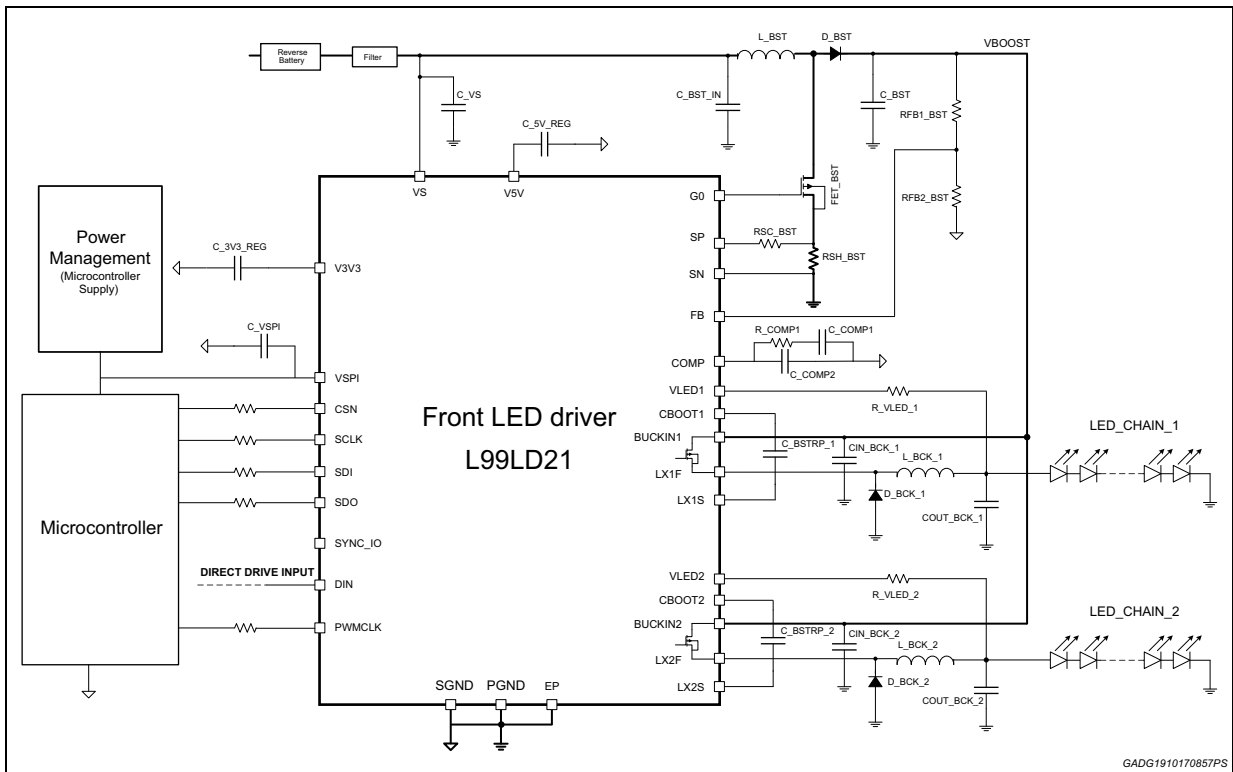 Reverse
Battery
Filter
L_BST
D_BST
VBOOST
C_VS
C_BST_IN
C_BST
RFB1_BST
C_5V_REG
VS
V5V
G0
FET_BST
RFB2_BST
Power
Management
(Microcontroller
Supply)
C_3V3_REG
V3V3
SP
RSC_BST
RSH_BST
SN
FB
C_VSPI
R_COMP1
C_COMP1
COMP
C_COMP2
VSPI
VLED1
R_VLED_1
CSN
CBOOT1
Front LED driver
L99LD21
LED_CHAIN_1
SCLK
BUCKIN1
C_BSTRP_1
CIN_BCK_1
L_BCK_1
SDI
LX1F
D_BCK_1
SDO
LX1S
COUT_BCK_1
Microcontroller
SYNC_IO
DIRECT DRIVE INPUT
DIN
VLED2
R_VLED_2
CBOOT2
LED_CHAIN_2
PWMCLK
BUCKIN2
C_BSTRP_2
CIN_BCK_2
L_BCK_2
LX2F
D_BCK_2
LX2S
COUT_BCK_2
SGND
PGND
EP
GADG1910170857PS